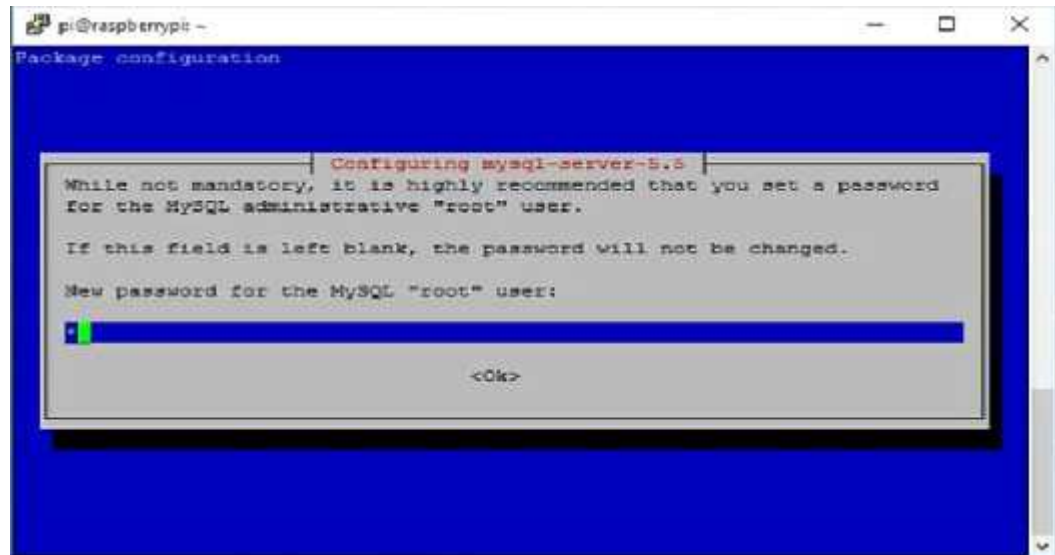 pi@raspberrypi: ~
Package configuration
Configuring mysql-server-5.5
While not mandatory, it is highly recommended that you set a password
for the MySQL administrative "root" user.
If this field is left blank, the password will not be changed.
New password for the MySQL "root" user:
*
<Ok>